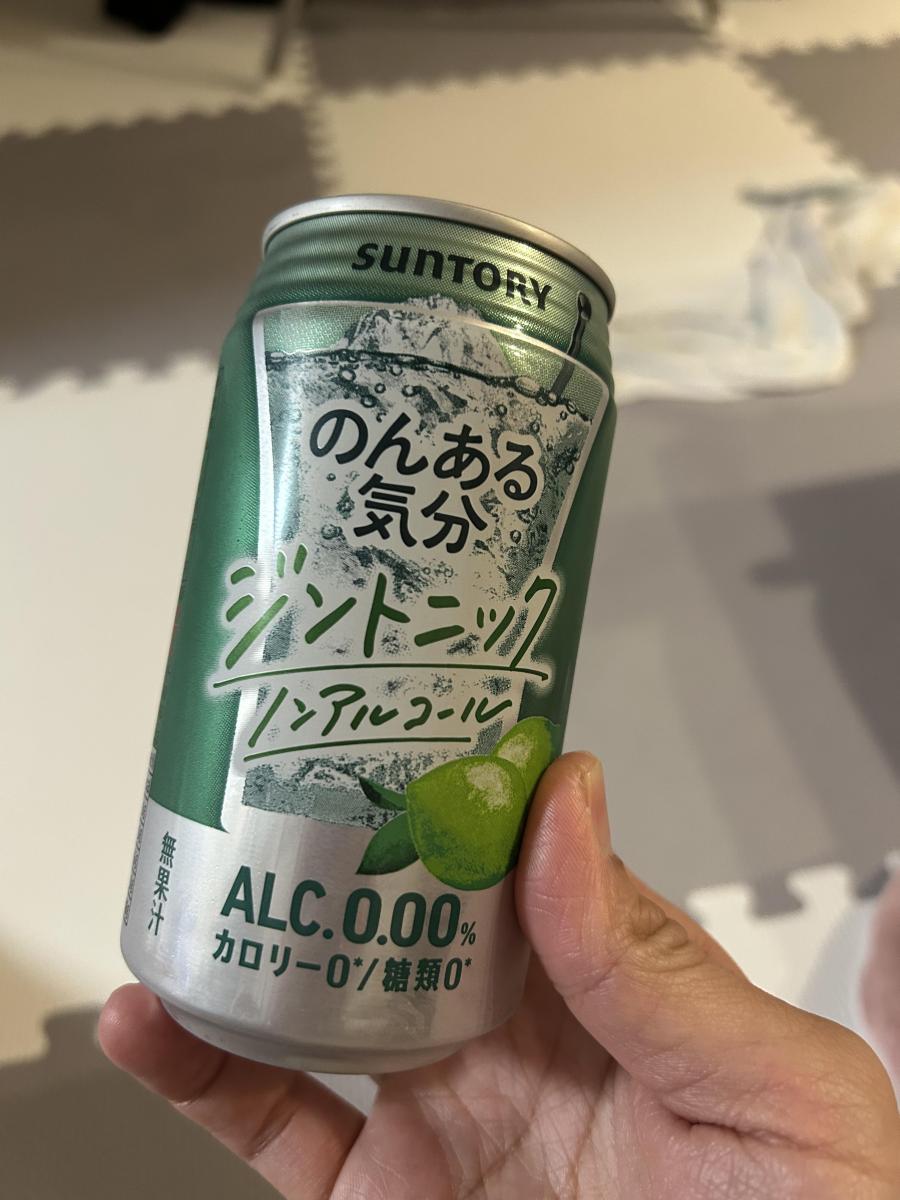 SUNTORY
のんある
気分
ジントニック
ノンアルコール
無果汁
ALC.0.00%
カロリー0*/糖類0*